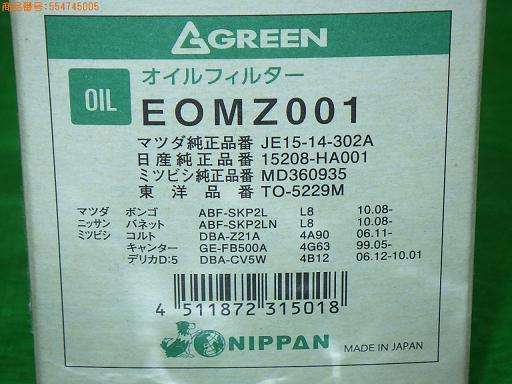 商品番号:554745005
GREEN
OIL
オイルフィルター
EOMZ001
マツダ純正品番 JE15-14-302A
日産純正品番 15208-HA001
ミツビシ純正品番 MD360935
東洋品番 TO-5229M
マツダ ボンゴ ABF-SKP2L L8 10.08-
ニッサン バネット ABF-SKP2LN L8 10.08-
ミツビシ コルト DBA-Z21A 4A90 06.11-
キャンター GE-FB500A 4G63 99.05-
デリカD:5 DBA-CV5W 4B12 06.12-10.01
4 511872 315018
NIPPAN
MADE IN JAPAN